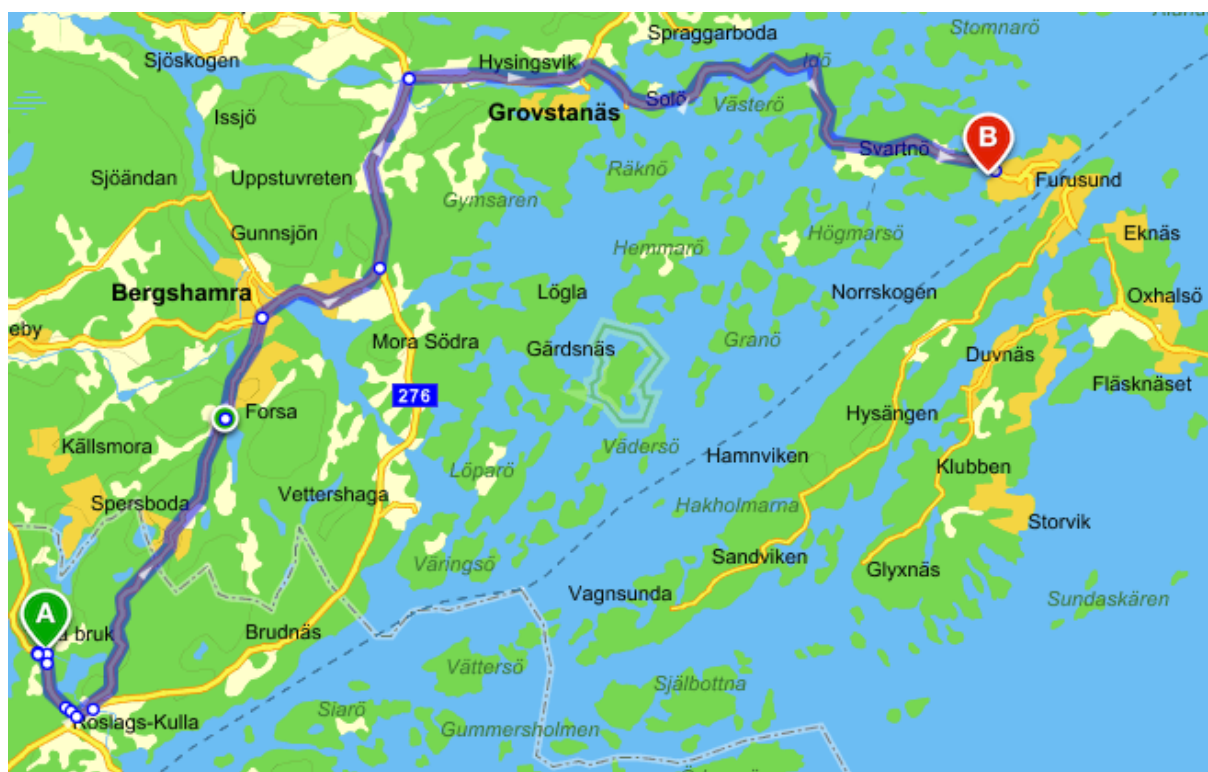 Spraggarboda
Stomnarö
Sjöskogen
Hysingsvik
Idö
Solö
Västerö
Grovstanäs
Issjö
B
Svartnö
Räknö
Furusund
Sjöändan
Uppstuvreten
Gymsaren
Gunnsjön
Hemmarö
Högmarsö
Eknäs
Bergshamra
Lögla
Norrskogen
Oxhalsö
eby
Mora Södra
Gärdsnäs
Granö
Duvnäs
276
Fläsknäset
Forsa
Hysängen
Källsmora
Vädersö
Hamnviken
Löparö
Klubben
Spersboda
Vettershaga
Hakholmarna
Storvik
Väringsö
Sandviken
Glyxnäs
Vagnsunda
Sundaskären
A
bruk
Brudnäs
Vättersö
Själbottna
Siarö
Roslags-Kulla
Gummersholmen